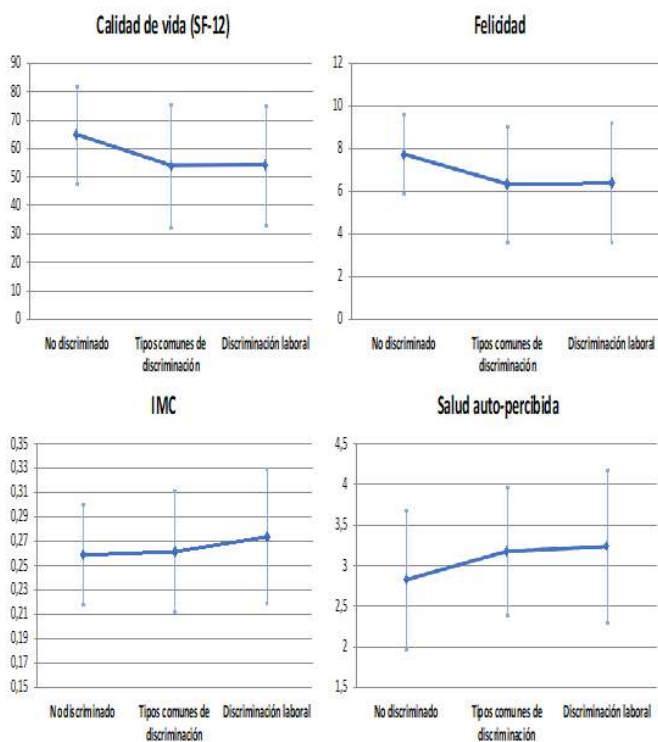 Calidad de vida (SF-12)
90
80
70
60
50
40
30
20
10
0
No discriminado
Tipos comunes de
discriminación
Discriminación laboral
Felicidad
12
10
8
6
4
2
0
No discriminado
Tipos comunes de
discriminación
Discriminación laboral
IMC
0,35
0,33
0,31
0,29
0,27
0,25
0,23
0,21
0,19
0,17
0,15
No discriminado
Tipos comunes de
discriminación
Discriminación laboral
Salud auto-percibida
4,5
4
3,5
3
2,5
2
1,5
No discriminado
Tipos comunes de
discriminación
Discriminación laboral